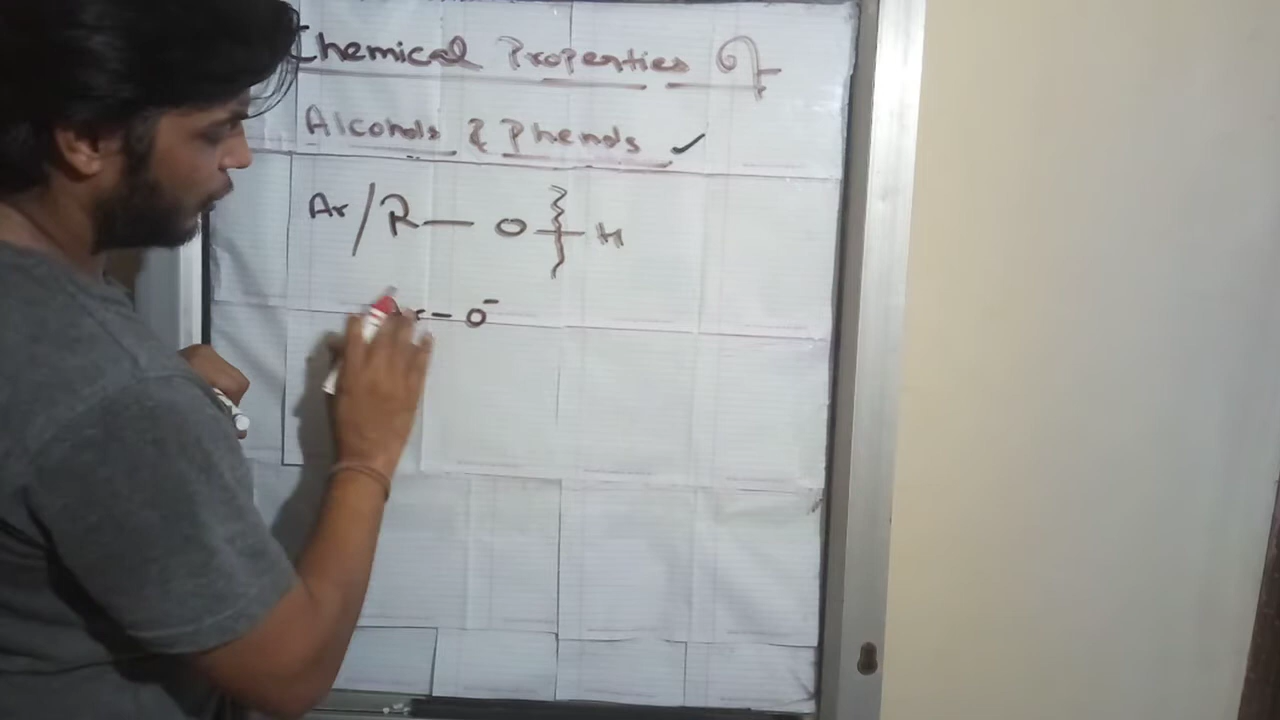 Chemical Properties Of
Alcohols & Phenols ✓
Ar/R — O — H
r — O⁻